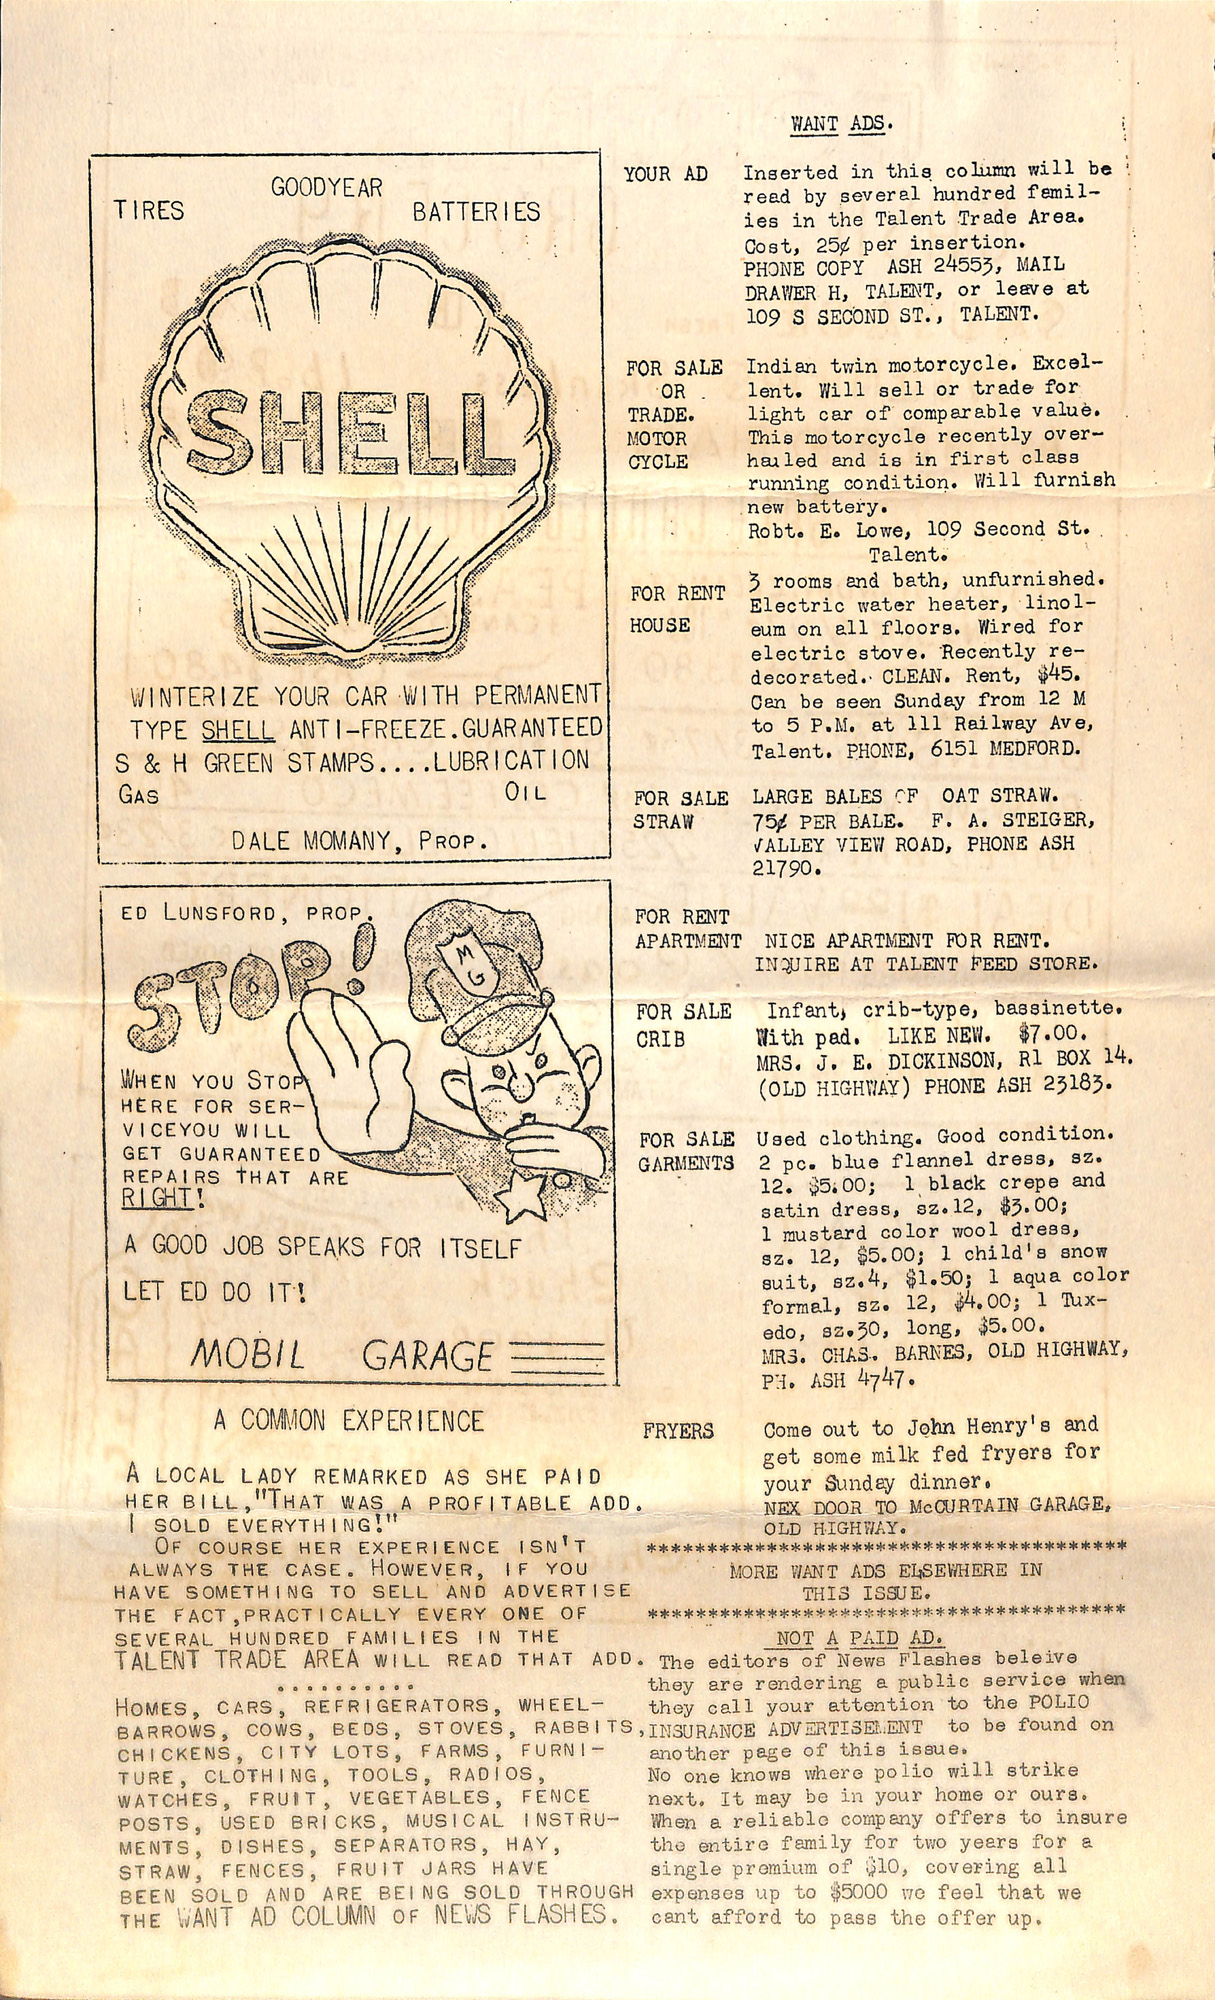 GOODYEAR
TIRES BATTERIES
SHELL
WINTERIZE YOUR CAR WITH PERMANENT
TYPE SHELL ANTI-FREEZE.GUARANTEED
S & H GREEN STAMPS....LUBRICATION
GAS OIL
DALE MOMANY, PROP.
ED LUNSFORD, PROP.
STOP!
M
G
WHEN YOU STOP
HERE FOR SER-
VICEYOU WILL
GET GUARANTEED
REPAIRS THAT ARE
RIGHT!
A GOOD JOB SPEAKS FOR ITSELF
LET ED DO IT!
MOBIL GARAGE
A COMMON EXPERIENCE
A LOCAL LADY REMARKED AS SHE PAID
HER BILL,"THAT WAS A PROFITABLE ADD.
I SOLD EVERYTHING!"
OF COURSE HER EXPERIENCE ISN'T
ALWAYS THE CASE. HOWEVER, IF YOU
HAVE SOMETHING TO SELL AND ADVERTISE
THE FACT,PRACTICALLY EVERY ONE OF
SEVERAL HUNDRED FAMILIES IN THE
TALENT TRADE AREA WILL READ THAT ADD.
..........
HOMES, CARS, REFRIGERATORS, WHEEL-
BARROWS, COWS, BEDS, STOVES, RABBITS,
CHICKENS, CITY LOTS, FARMS, FURNI-
TURE, CLOTHING, TOOLS, RADIOS,
WATCHES, FRUIT, VEGETABLES, FENCE
POSTS, USED BRICKS, MUSICAL INSTRU-
MENTS, DISHES, SEPARATORS, HAY,
STRAW, FENCES, FRUIT JARS HAVE
BEEN SOLD AND ARE BEING SOLD THROUGH
THE WANT AD COLUMN OF NEWS FLASHES.
WANT ADS.
YOUR AD Inserted in this column will be
read by several hundred famil-
ies in the Talent Trade Area.
Cost, 25¢ per insertion.
PHONE COPY ASH 24553, MAIL
DRAWER H, TALENT, or leave at
109 S SECOND ST., TALENT.
FOR SALE Indian twin motorcycle. Excel-
OR lent. Will sell or trade for
TRADE. light car of comparable value.
MOTOR This motorcycle recently over-
CYCLE hauled and is in first class
running condition. Will furnish
new battery.
Robt. E. Lowe, 109 Second St.
Talent.
FOR RENT 3 rooms and bath, unfurnished.
Electric water heater, linol-
HOUSE eum on all floors. Wired for
electric stove. Recently re-
decorated. CLEAN. Rent, $45.
Can be seen Sunday from 12 M
to 5 P.M. at 111 Railway Ave,
Talent. PHONE, 6151 MEDFORD.
FOR SALE LARGE BALES OF OAT STRAW.
STRAW 75¢ PER BALE. F. A. STEIGER,
VALLEY VIEW ROAD, PHONE ASH
21790.
FOR RENT
APARTMENT NICE APARTMENT FOR RENT.
INQUIRE AT TALENT FEED STORE.
FOR SALE Infant, crib-type, bassinette.
CRIB With pad. LIKE NEW. $7.00.
MRS. J. E. DICKINSON, R1 BOX 14.
(OLD HIGHWAY) PHONE ASH 23183.
FOR SALE Used clothing. Good condition.
GARMENTS 2 pc. blue flannel dress, sz.
12. $5.00; 1 black crepe and
satin dress, sz.12, $3.00;
1 mustard color wool dress,
sz. 12, $5.00; 1 child's snow
suit, sz.4, $1.50; 1 aqua color
formal, sz. 12, $4.00; 1 Tux-
edo, sz.30, long, $5.00.
MRS. CHAS. BARNES, OLD HIGHWAY,
PH. ASH 4747.
FRYERS Come out to John Henry's and
get some milk fed fryers for
your Sunday dinner.
NEX DOOR TO McCURTAIN GARAGE,
OLD HIGHWAY.
****************************************
MORE WANT ADS ELSEWHERE IN
THIS ISSUE.
****************************************
NOT A PAID AD.
The editors of News Flashes beleive
they are rendering a public service when
they call your attention to the POLIO
INSURANCE ADVERTISEMENT to be found on
another page of this issue.
No one knows where polio will strike
next. It may be in your home or ours.
When a reliable company offers to insure
the entire family for two years for a
single premium of $10, covering all
expenses up to $5000 we feel that we
cant afford to pass the offer up.